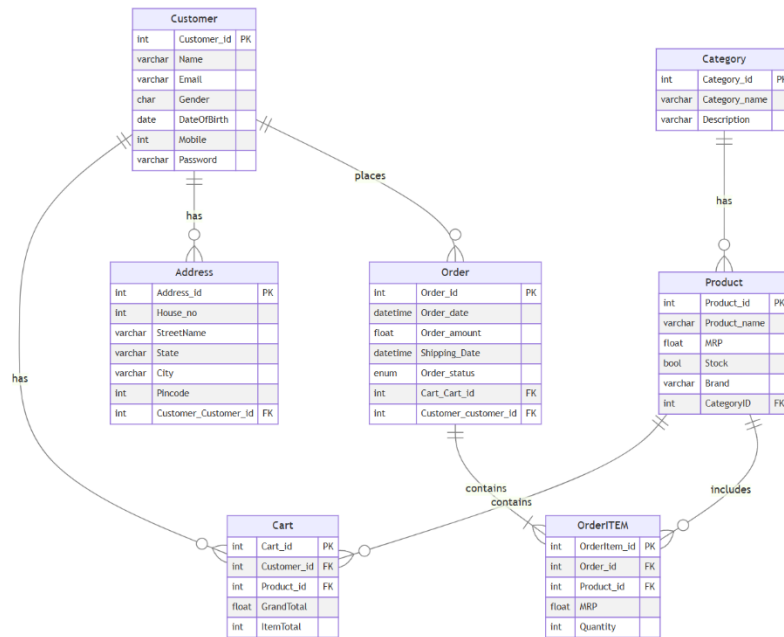 Customer
int Customer_id PK
varchar Name
varchar Email
char Gender
date DateOfBirth
int Mobile
varchar Password
Category
int Category_id PK
varchar Category_name
varchar Description
places
has
has
Address
int Address_id PK
int House_no
varchar StreetName
varchar State
varchar City
int Pincode
int Customer_Customer_id FK
Order
int Order_id PK
datetime Order_date
float Order_amount
datetime Shipping_Date
enum Order_status
int Cart_Cart_id FK
int Customer_customer_id FK
Product
int Product_id PK
varchar Product_name
float MRP
bool Stock
varchar Brand
int CategoryID FK
has
contains
contains
includes
Cart
int Cart_id PK
int Customer_id FK
int Product_id FK
float GrandTotal
int ItemTotal
OrderITEM
int OrderItem_id PK
int Order_id FK
int Product_id FK
float MRP
int Quantity